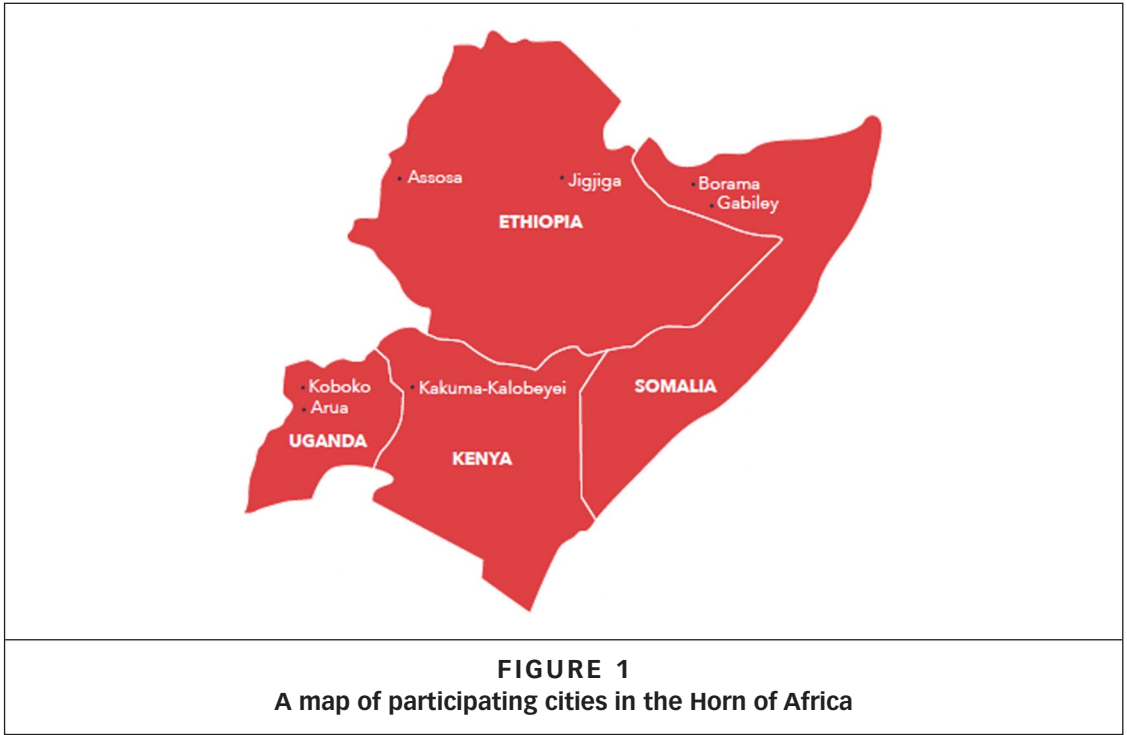 Assosa
Jigjiga
Borama
Gabiley
ETHIOPIA
Koboko
Kakuma-Kalobeyei
SOMALIA
Arua
UGANDA
KENYA
FIGURE 1
A map of participating cities in the Horn of Africa